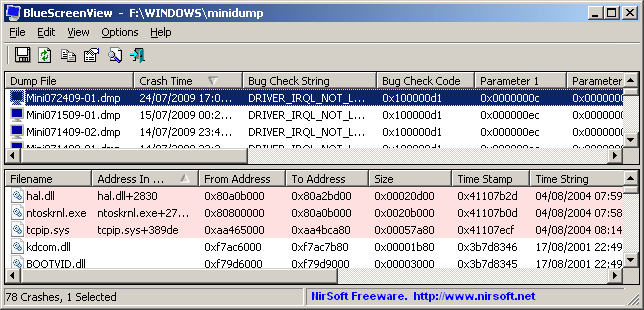 BlueScreenView - F:\WINDOWS\minidump
File Edit View Options Help
Dump File Crash Time Bug Check String Bug Check Code Parameter 1 Parameter
Mini072409-01.dmp 24/07/2009 17:0... DRIVER_IRQL_NOT_L... 0x100000d1 0x0000000c 0x000000
Mini071509-01.dmp 15/07/2009 00:2... DRIVER_IRQL_NOT_L... 0x100000d1 0x000000ec 0x000000
Mini071409-02.dmp 14/07/2009 23:4... DRIVER_IRQL_NOT_L... 0x100000d1 0x000000ec 0x000000
Filename Address In ... From Address To Address Size Time Stamp Time String
hal.dll hal.dll+2830 0x80a0b000 0x80a2bd00 0x00020d00 0x41107b2d 04/08/2004 07:59
ntoskrnl.exe ntoskrnl.exe+27... 0x80800000 0x80a0b000 0x0020b000 0x41107b0d 04/08/2004 07:58
tcpip.sys tcpip.sys+389de 0xaa465000 0xaa4bca80 0x00057a80 0x41107ecf 04/08/2004 08:14
kdcom.dll 0xf7ac6000 0xf7ac7b80 0x00001b80 0x3b7d8346 17/08/2001 22:49
BOOTVID.dll 0xf79d6000 0xf79d9000 0x00003000 0x3b7d8345 17/08/2001 22:49
78 Crashes, 1 Selected NirSoft Freeware. http://www.nirsoft.net